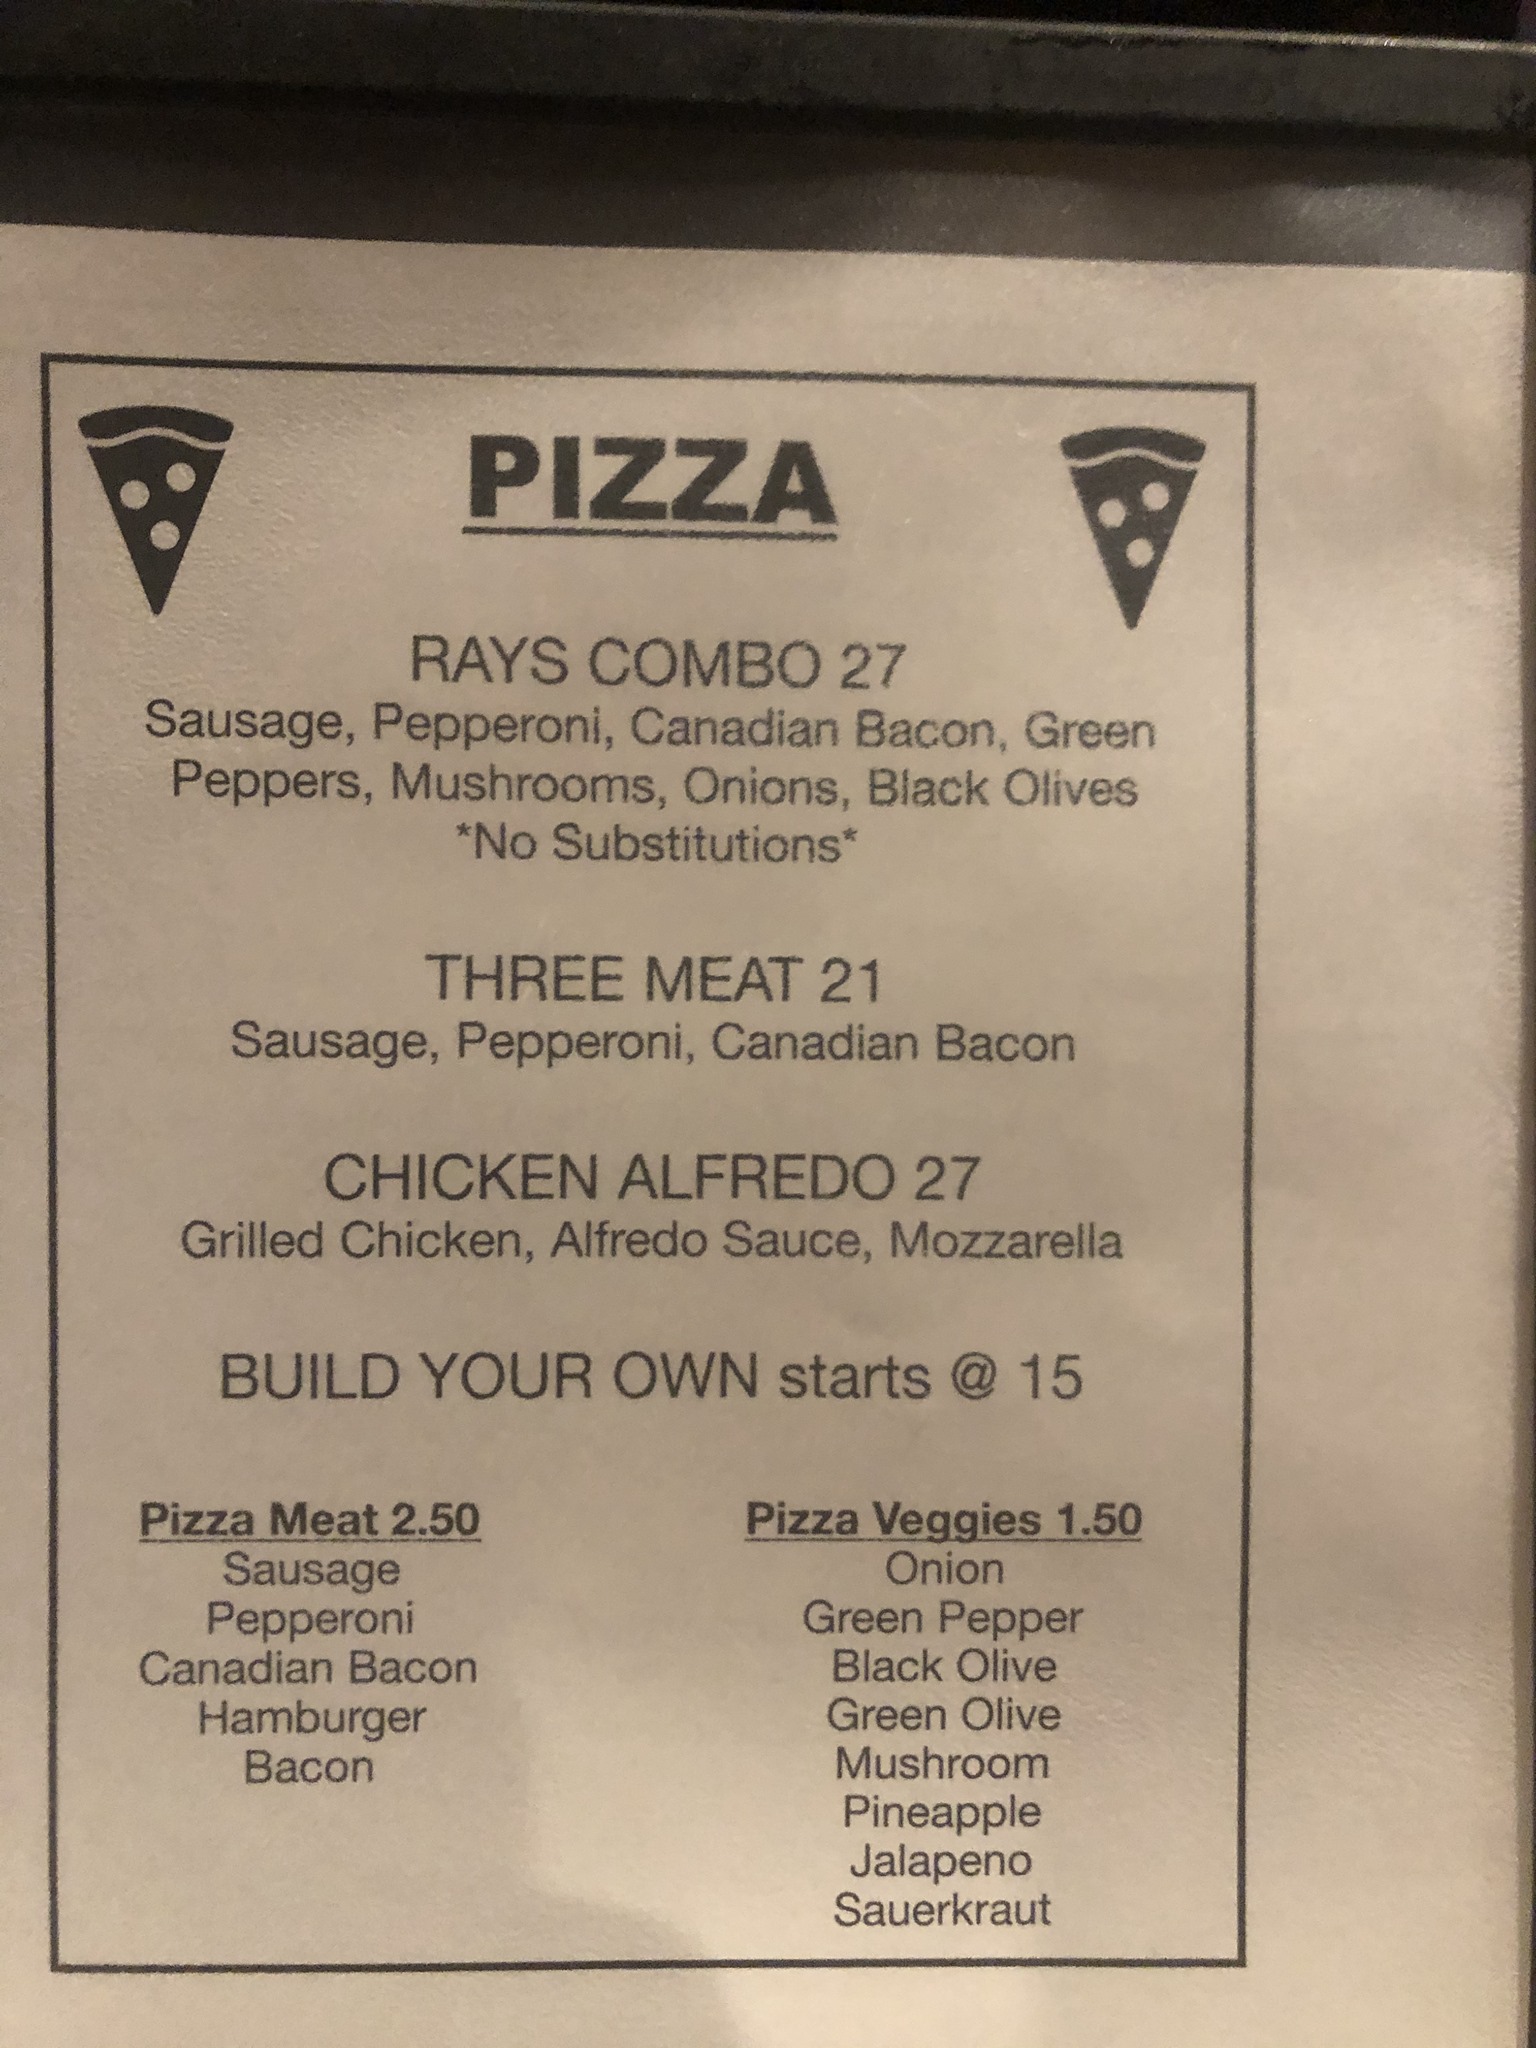 PIZZA
RAYS COMBO 27
Sausage, Pepperoni, Canadian Bacon, Green
Peppers, Mushrooms, Onions, Black Olives
*No Substitutions*
THREE MEAT 21
Sausage, Pepperoni, Canadian Bacon
CHICKEN ALFREDO 27
Grilled Chicken, Alfredo Sauce, Mozzarella
BUILD YOUR OWN starts @ 15
Pizza Meat 2.50
Sausage
Pepperoni
Canadian Bacon
Hamburger
Bacon
Pizza Veggies 1.50
Onion
Green Pepper
Black Olive
Green Olive
Mushroom
Pineapple
Jalapeno
Sauerkraut